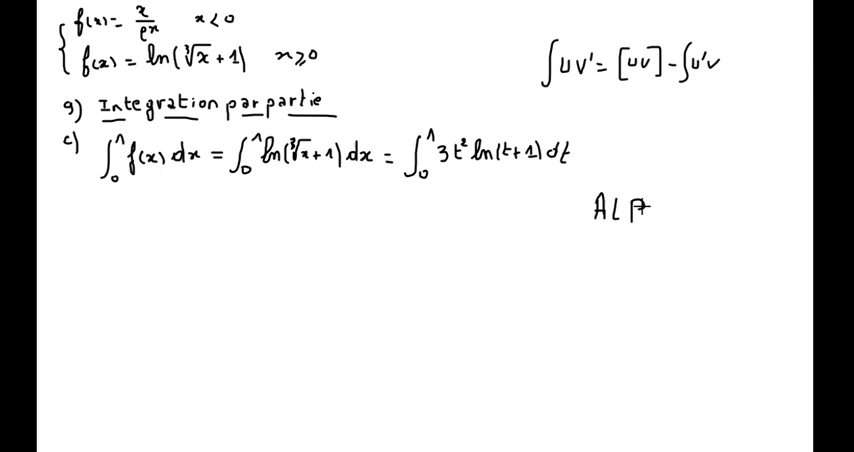 f(x) = x/e^x x < 0
f(x) = ln(∛x + 1) x ⩾ 0
∫ u v' = [uv] - ∫ u'v
9) Integration par partie
c) ∫₀¹ f(x) dx = ∫₀¹ ln(∛x + 1) dx = ∫₀¹ 3t² ln(t + 1) dt
ALP